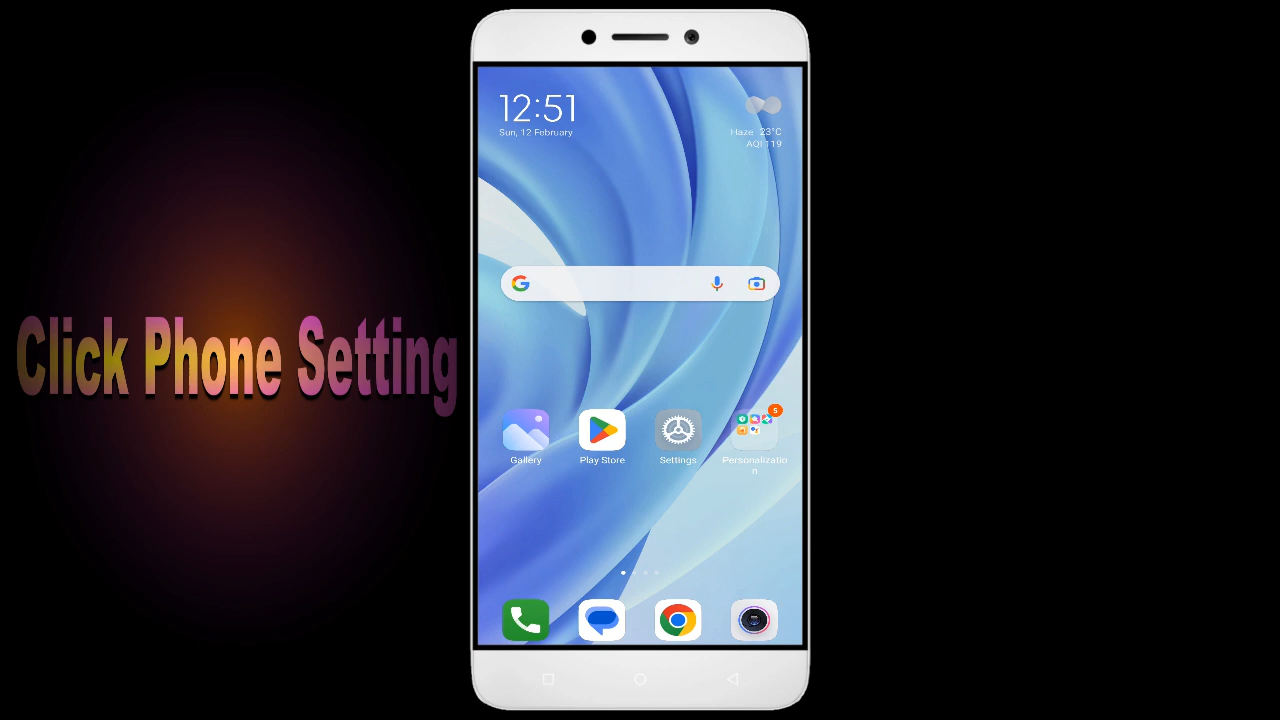 12:51
Sun, 12 February
Haze 23°C
AQI 119
Click Phone Setting
5
Gallery
Play Store
Settings
Personalizatio
n